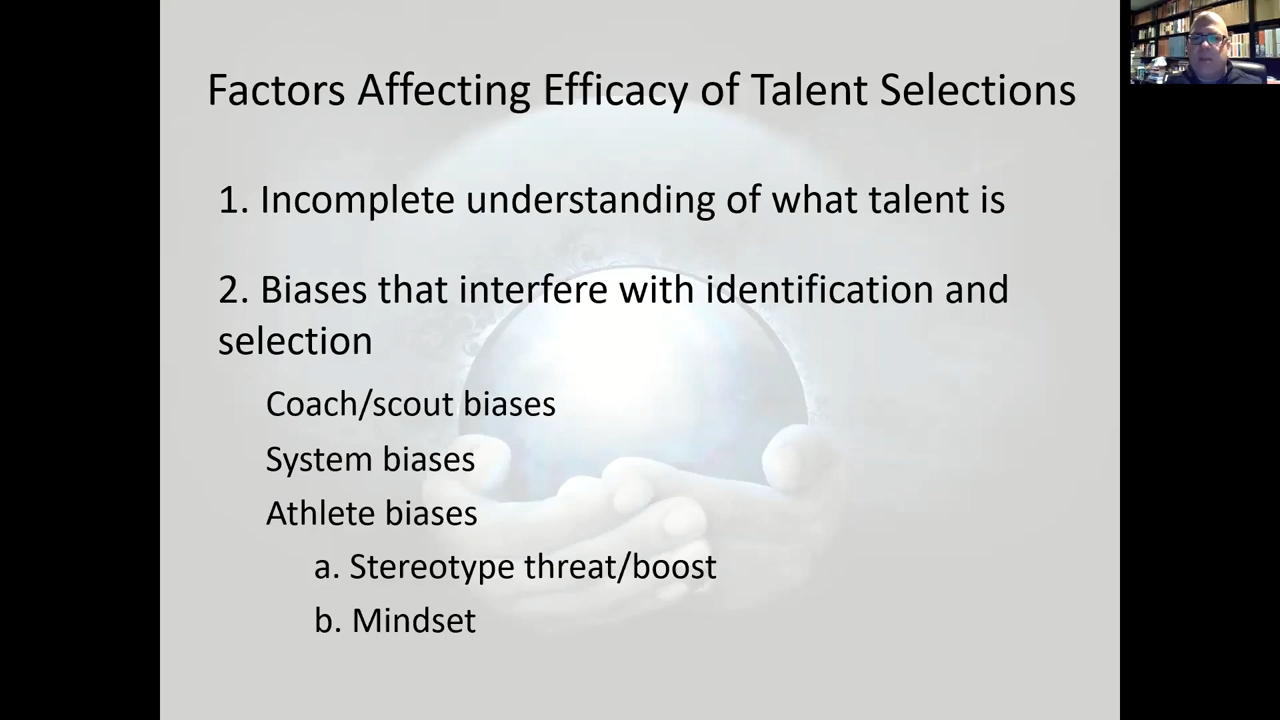 Factors Affecting Efficacy of Talent Selections
1. Incomplete understanding of what talent is
2. Biases that interfere with identification and
selection
Coach/scout biases
System biases
Athlete biases
a. Stereotype threat/boost
b. Mindset